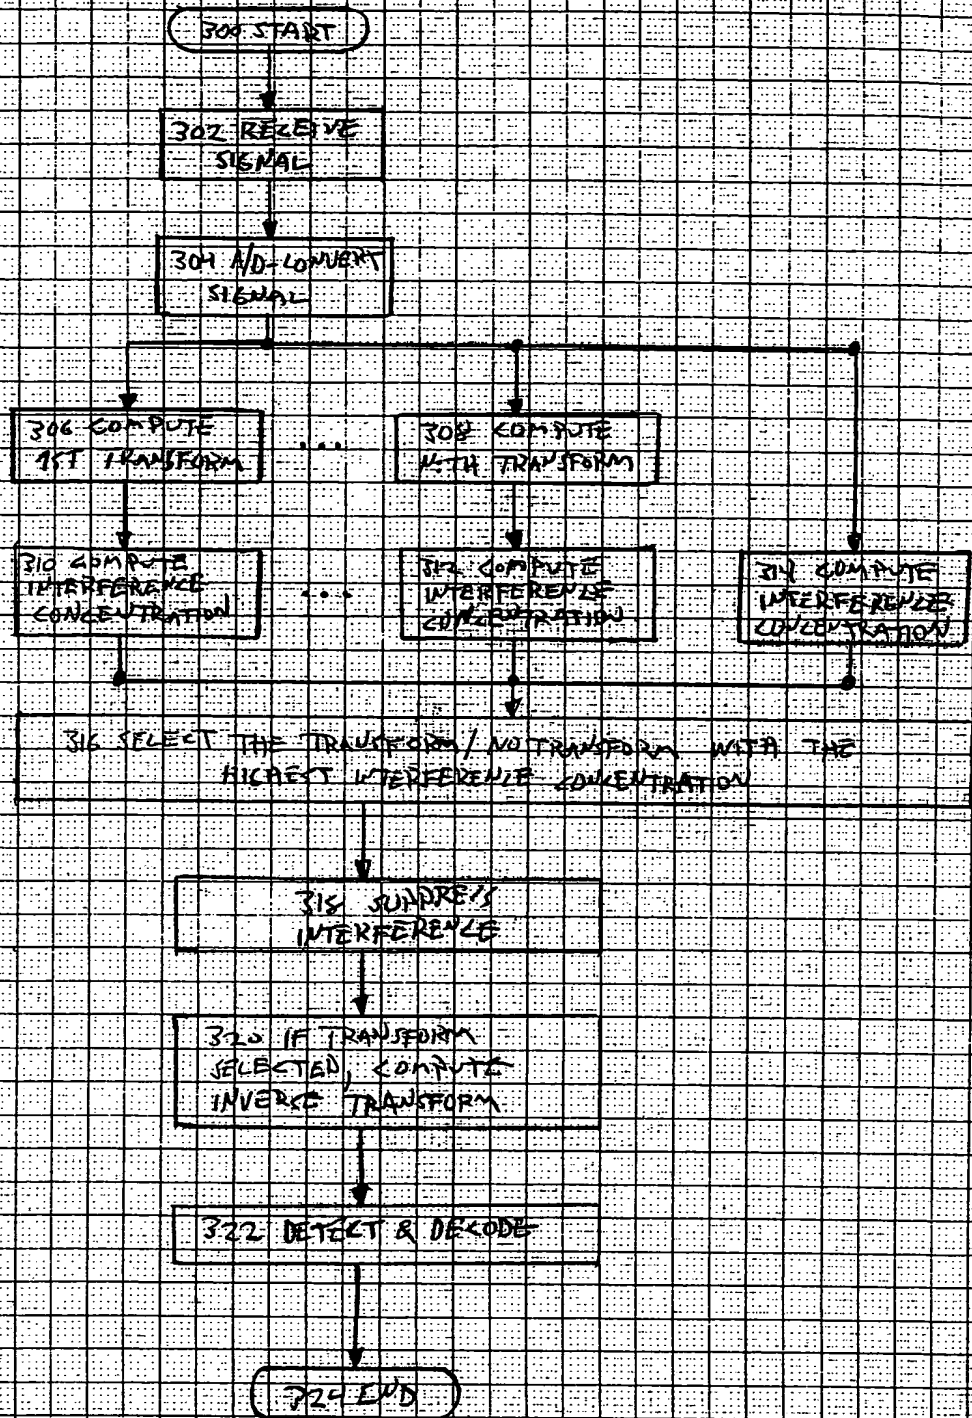 300 START
302 RECEIVE
SIGNAL
304 A/D-CONVERT
SIGNAL
306 COMPUTE
1ST TRANSFORM
...
308 COMPUTE
N:TH TRANSFORM
310 COMPUTE
INTERFERENCE
CONCENTRATION
...
312 COMPUTE
INTERFERENCE
CONCENTRATION
314 COMPUTE
INTERFERENCE
CONCENTRATION
316 SELECT THE TRANSFORM/NO TRANSFORM WITH THE
HIGHEST INTERFERENCE CONCENTRATION
318 SUPPRESS
INTERFERENCE
320 IF TRANSFORM
SELECTED, COMPUTE
INVERSE TRANSFORM
322 DETECT & DECODE
324 END